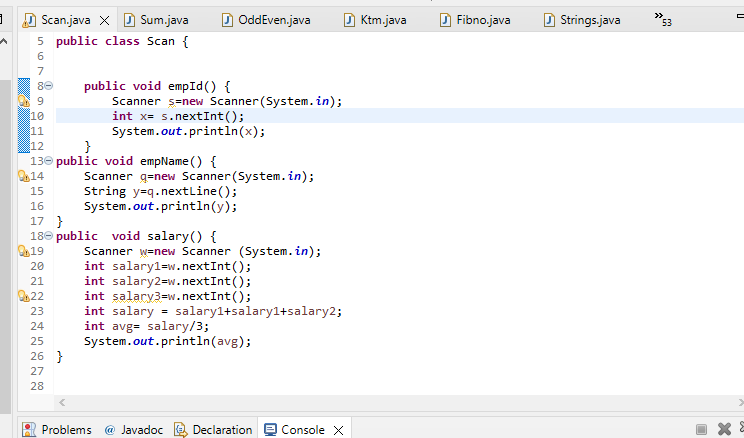 Scan.java Sum.java OddEven.java Ktm.java Fibno.java Strings.java »53
5 public class Scan {
6
7
8 public void empId() {
9 Scanner s=new Scanner(System.in);
10 int x= s.nextInt();
11 System.out.println(x);
12 }
13 public void empName() {
14 Scanner q=new Scanner(System.in);
15 String y=q.nextLine();
16 System.out.println(y);
17 }
18 public  void salary() {
19 Scanner w=new Scanner (System.in);
20 int salary1=w.nextInt();
21 int salary2=w.nextInt();
22 int salary3=w.nextInt();
23 int salary = salary1+salary1+salary2;
24 int avg= salary/3;
25 System.out.println(avg);
26 }
27
28
Problems @ Javadoc Declaration Console